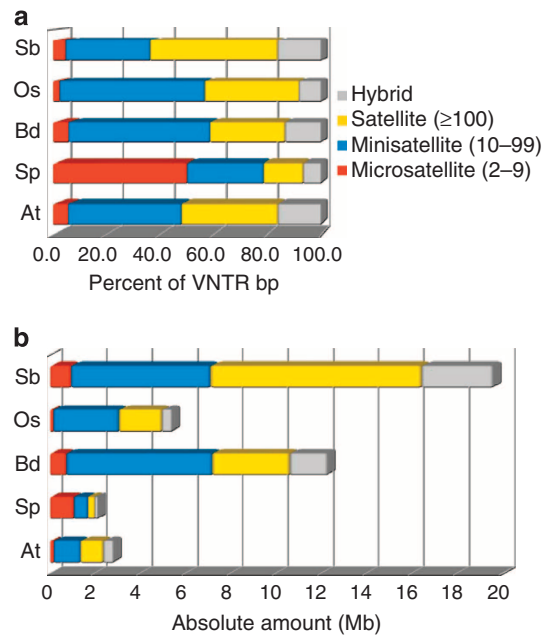 a
Sb
Os
Bd
Sp
At
0.0 20.0 40.0 60.0 80.0 100.0
Percent of VNTR bp
Hybrid
Satellite (≥100)
Minisatellite (10–99)
Microsatellite (2–9)
b
Sb
Os
Bd
Sp
At
0 2 4 6 8 10 12 14 16 18 20
Absolute amount (Mb)